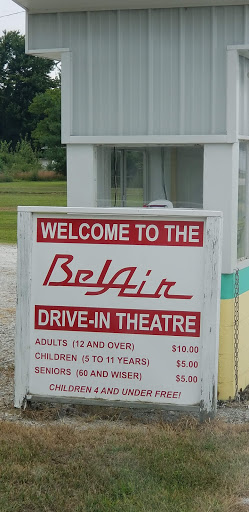 WELCOME TO THE
BelAir
DRIVE-IN THEATRE
ADULTS (12 AND OVER) $10.00
CHILDREN (5 TO 11 YEARS) $5.00
SENIORS (60 AND WISER) $5.00
CHILDREN 4 AND UNDER FREE!